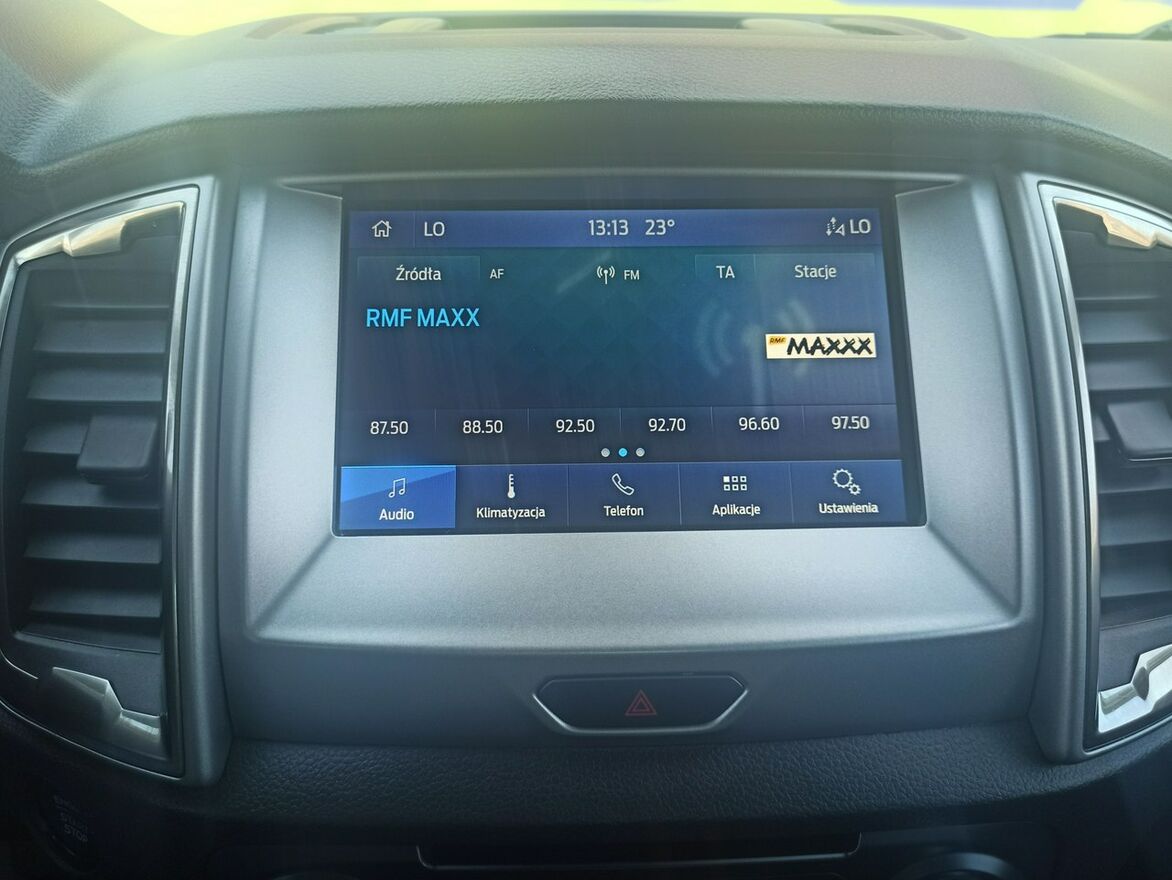 LO 13:13 23° LO
Źródła AF FM TA Stacje
RMF MAXX
RMF MAXXX
87.50 88.50 92.50 92.70 96.60 97.50
Audio Klimatyzacja Telefon Aplikacje Ustawienia
STOP